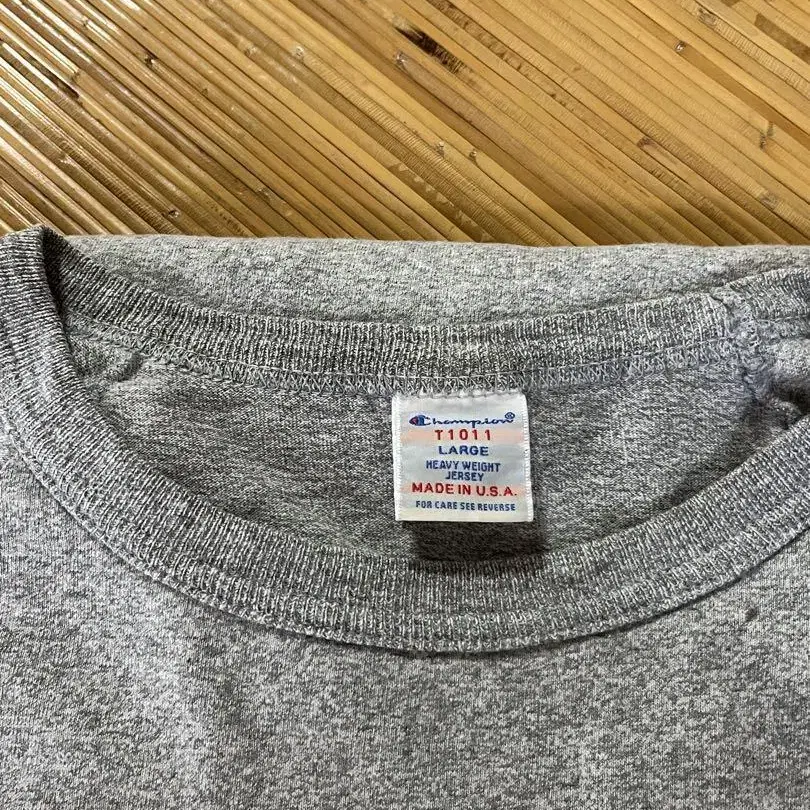 Champion®
T1011
LARGE
HEAVY WEIGHT
JERSEY
MADE IN U.S.A.
FOR CARE SEE REVERSE